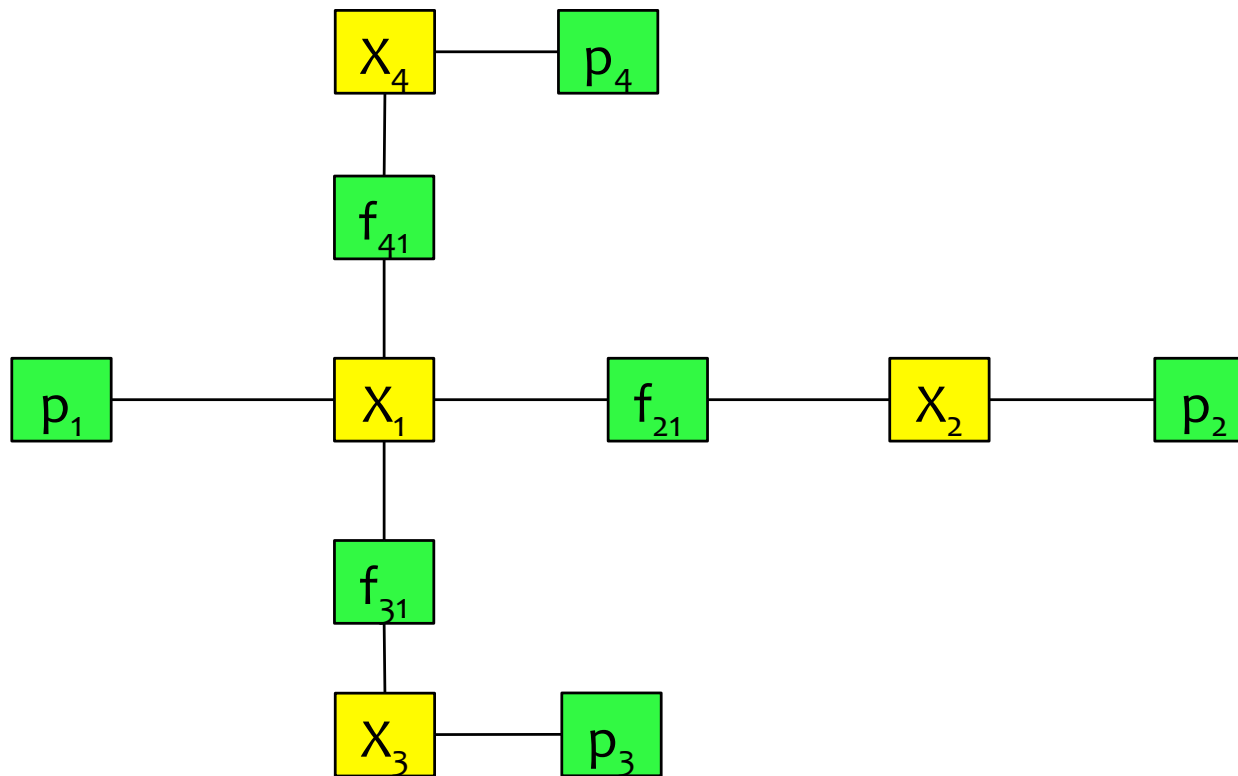 X₄ p₄
f₄₁
p₁ X₁ f₂₁ X₂ p₂
f₃₁
X₃ p₃